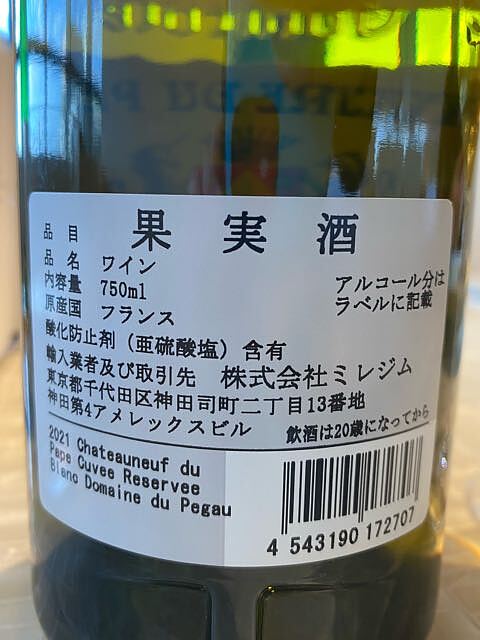 品目 果実酒
品名 ワイン
内容量 750ml アルコール分は
原産国 フランス ラベルに記載
酸化防止剤（亜硫酸塩）含有
輸入業者及び取引先 株式会社ミレジム
東京都千代田区神田司町二丁目13番地
神田第4アメレックスビル 飲酒は20歳になってから
2021 Chateauneuf du
Pape Cuvee Reservee
Blanc Domaine du Pegau
4 543190 172707